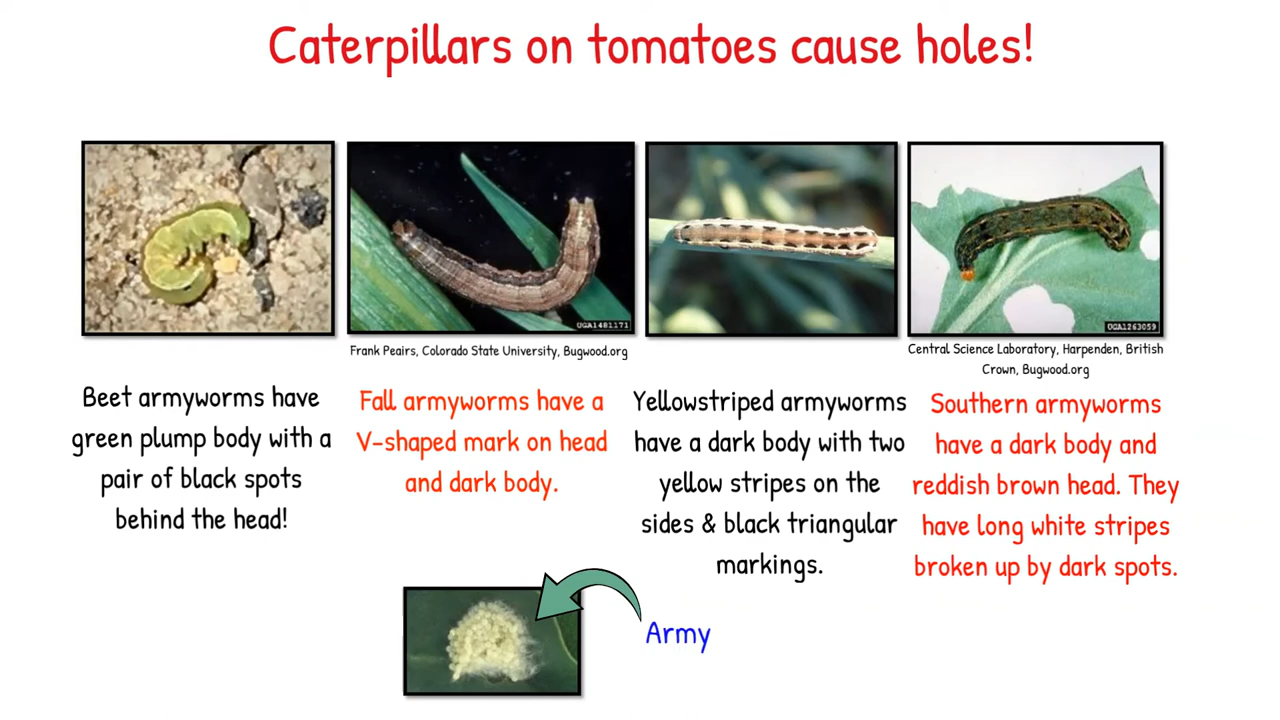 Caterpillars on tomatoes cause holes!
UGA1481171
UGA1263059
Frank Peairs, Colorado State University, Bugwood.org
Central Science Laboratory, Harpenden, British
Crown, Bugwood.org
Beet armyworms have
green plump body with a
pair of black spots
behind the head!
Fall armyworms have a
V-shaped mark on head
and dark body.
Yellowstriped armyworms
have a dark body with two
yellow stripes on the
sides & black triangular
markings.
Southern armyworms
have a dark body and
reddish brown head. They
have long white stripes
broken up by dark spots.
Army